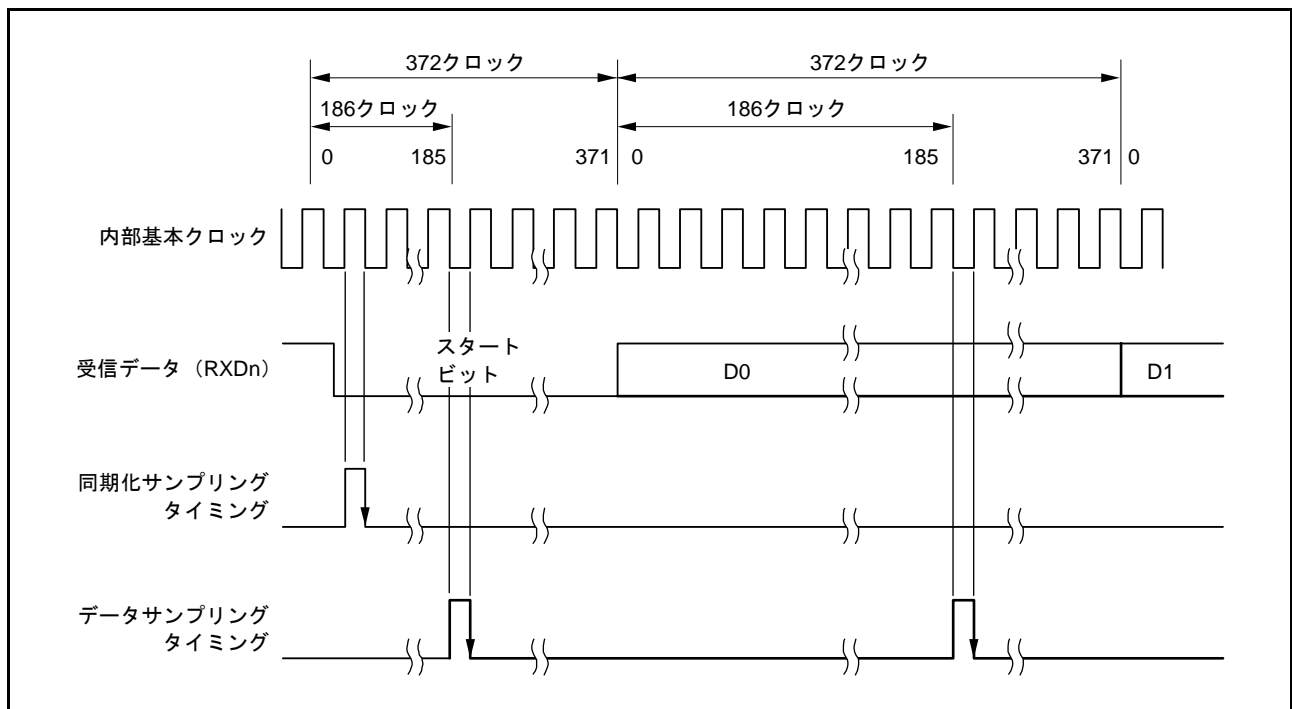 372クロック 372クロック
186クロック 186クロック
0 185 371 0 185 371 0
内部基本クロック
受信データ（RXDn）
スタート
ビット
D0 D1
同期化サンプリング
タイミング
データサンプリング
タイミング